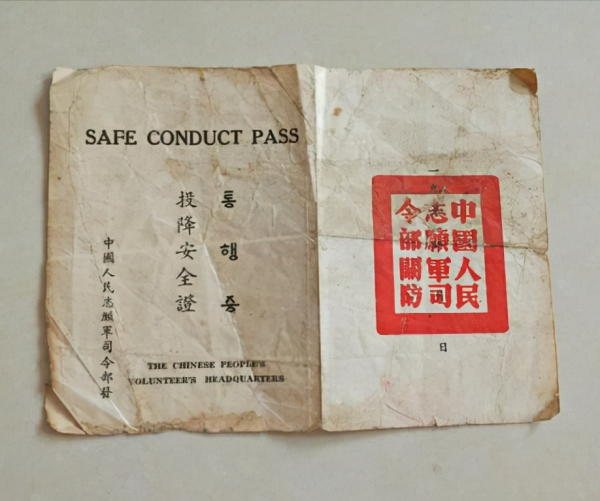 SAFE CONDUCT PASS
통행증
投降安全證
中國人民志願軍司令部發
THE CHINESE PEOPLE'S
VOLUNTEER'S HEADQUARTERS
中國人民
志願軍司
令部關防
一九
日